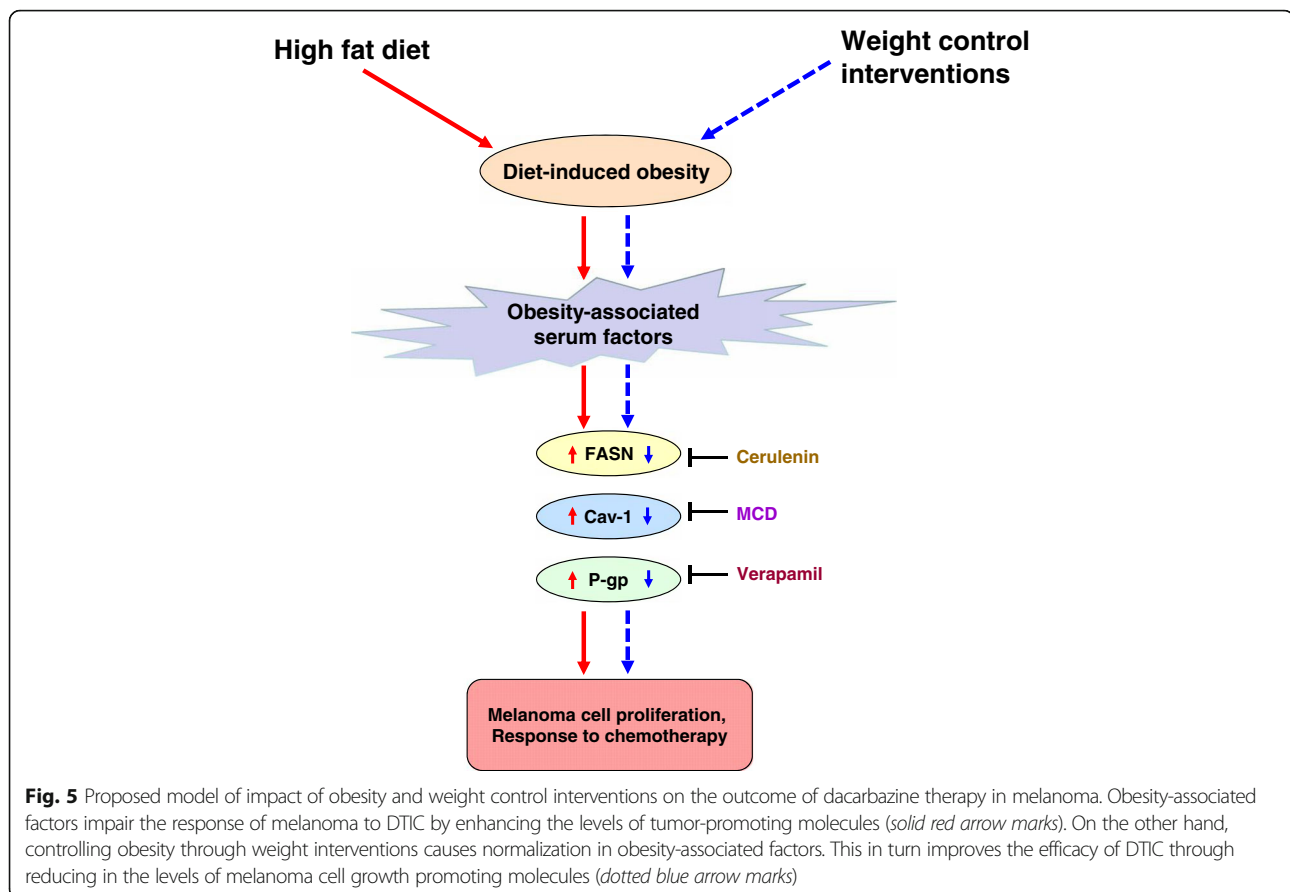 High fat diet
Weight control
interventions
Diet-induced obesity
Obesity-associated
serum factors
FASN
Cerulenin
Cav-1
MCD
P-gp
Verapamil
Melanoma cell proliferation,
Response to chemotherapy
Fig. 5 Proposed model of impact of obesity and weight control interventions on the outcome of dacarbazine therapy in melanoma. Obesity-associated
factors impair the response of melanoma to DTIC by enhancing the levels of tumor-promoting molecules (solid red arrow marks). On the other hand,
controlling obesity through weight interventions causes normalization in obesity-associated factors. This in turn improves the efficacy of DTIC through
reducing in the levels of melanoma cell growth promoting molecules (dotted blue arrow marks)